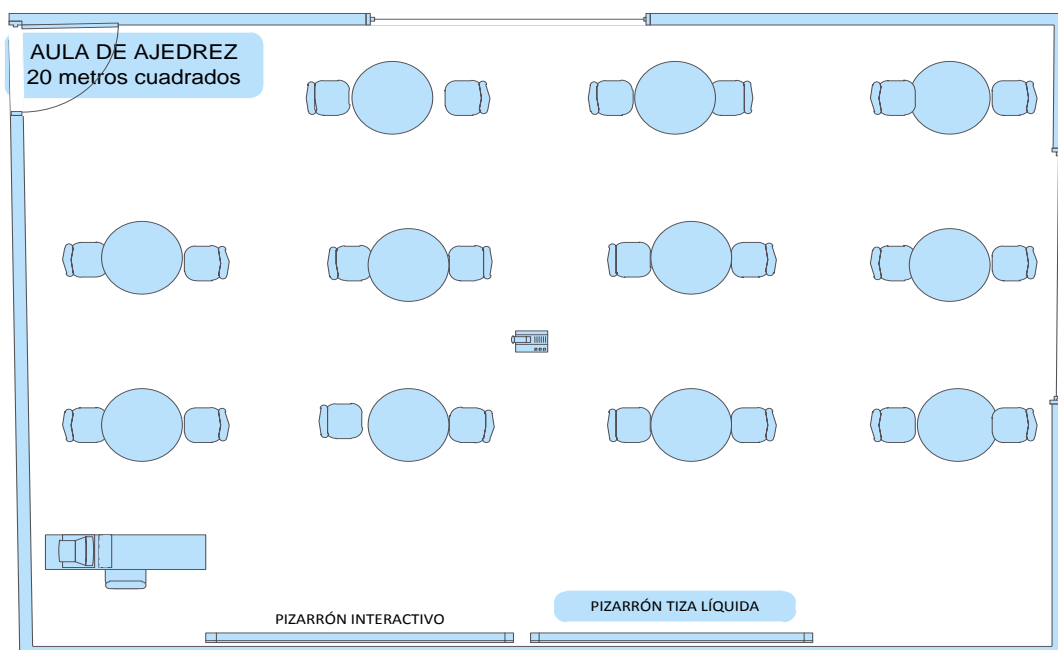 AULA DE AJEDREZ
20 metros cuadrados
PIZARRÓN INTERACTIVO
PIZARRÓN TIZA LÍQUIDA